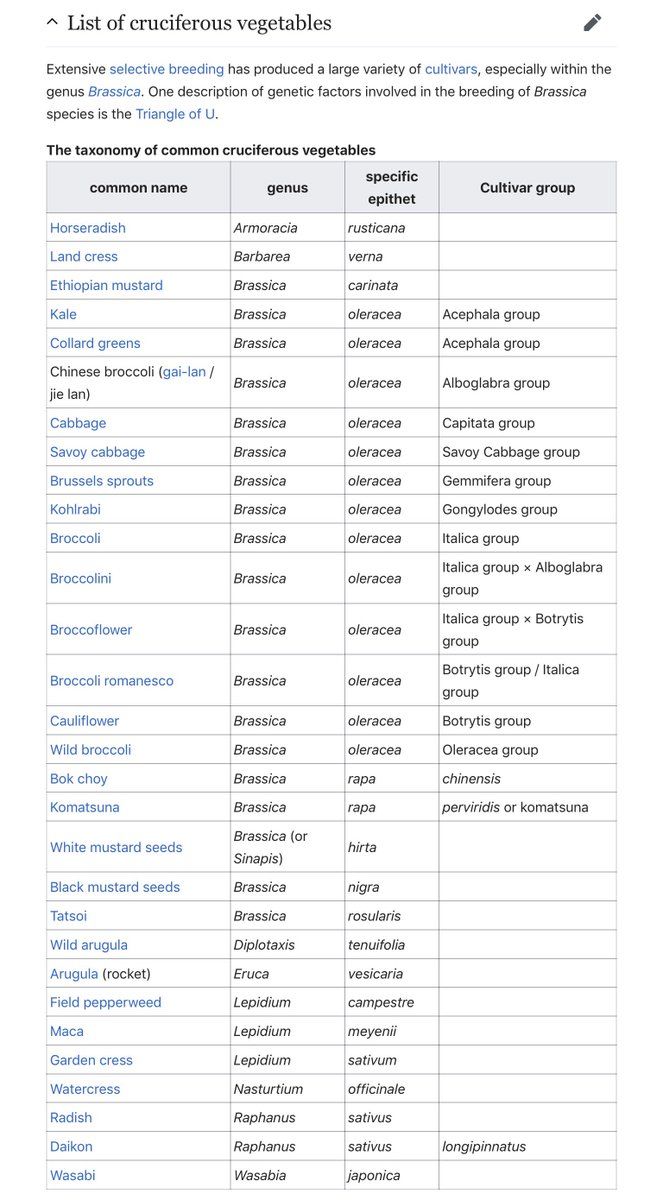 List of cruciferous vegetables
Extensive selective breeding has produced a large variety of cultivars, especially within the
genus Brassica. One description of genetic factors involved in the breeding of Brassica
species is the Triangle of U.
The taxonomy of common cruciferous vegetables
common name genus specific epithet Cultivar group
Horseradish Armoracia rusticana
Land cress Barbarea verna
Ethiopian mustard Brassica carinata
Kale Brassica oleracea Acephala group
Collard greens Brassica oleracea Acephala group
Chinese broccoli (gai-lan / jie lan) Brassica oleracea Alboglabra group
Cabbage Brassica oleracea Capitata group
Savoy cabbage Brassica oleracea Savoy Cabbage group
Brussels sprouts Brassica oleracea Gemmifera group
Kohlrabi Brassica oleracea Gongylodes group
Broccoli Brassica oleracea Italica group
Broccolini Brassica oleracea Italica group × Alboglabra group
Broccoflower Brassica oleracea Italica group × Botrytis group
Broccoli romanesco Brassica oleracea Botrytis group / Italica group
Cauliflower Brassica oleracea Botrytis group
Wild broccoli Brassica oleracea Oleracea group
Bok choy Brassica rapa chinensis
Komatsuna Brassica rapa perviridis or komatsuna
White mustard seeds Brassica (or Sinapis) hirta
Black mustard seeds Brassica nigra
Tatsoi Brassica rosularis
Wild arugula Diplotaxis tenuifolia
Arugula (rocket) Eruca vesicaria
Field pepperweed Lepidium campestre
Maca Lepidium meyenii
Garden cress Lepidium sativum
Watercress Nasturtium officinale
Radish Raphanus sativus
Daikon Raphanus sativus longipinnatus
Wasabi Wasabia japonica